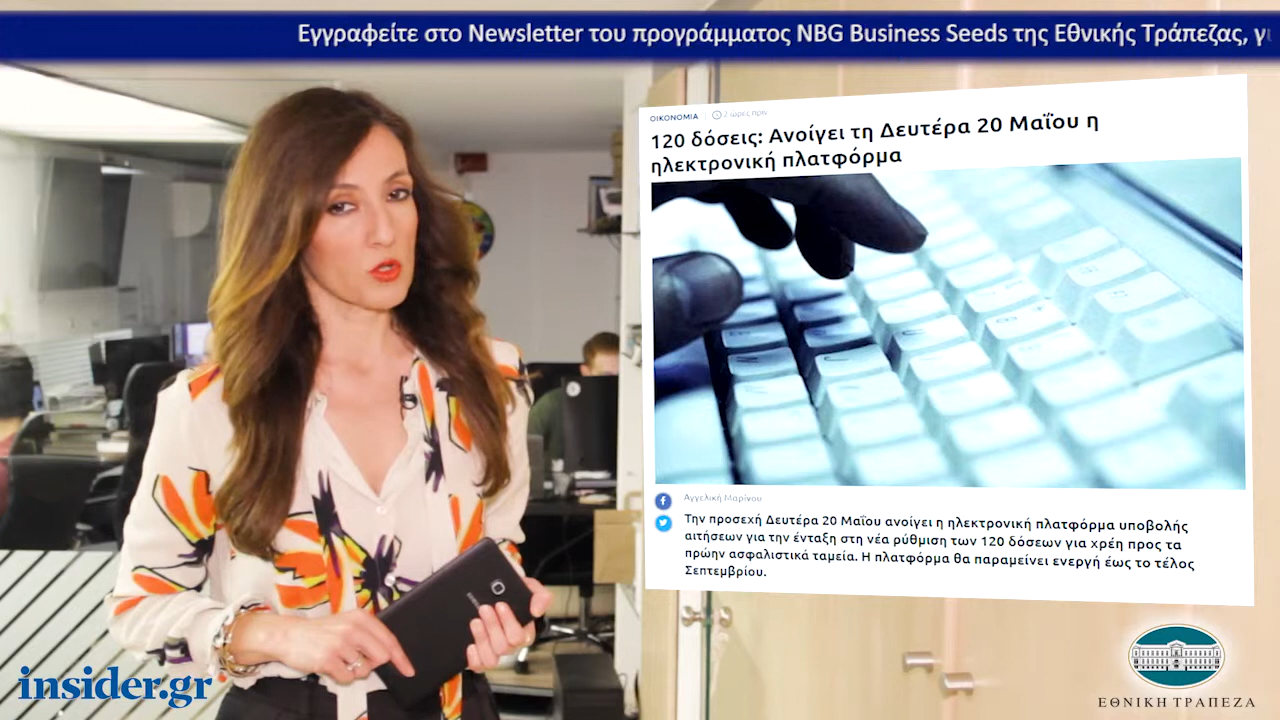 Εγγραφείτε στο Newsletter του προγράμματος NBG Business Seeds της Εθνικής Τράπεζας, γι
ΟΙΚΟΝΟΜΙΑ 2 ώρες πριν
120 δόσεις: Ανοίγει τη Δευτέρα 20 Μαΐου η
ηλεκτρονική πλατφόρμα
Αγγελική Μαρίνου
Την προσεχή Δευτέρα 20 Μαΐου ανοίγει η ηλεκτρονική πλατφόρμα υποβολής
αιτήσεων για την ένταξη στη νέα ρύθμιση των 120 δόσεων για χρέη προς τα
πρώην ασφαλιστικά ταμεία. Η πλατφόρμα θα παραμείνει ενεργή έως το τέλος
Σεπτεμβρίου.
insider.gr
ΕΘΝΙΚΗ ΤΡΑΠΕΖΑ